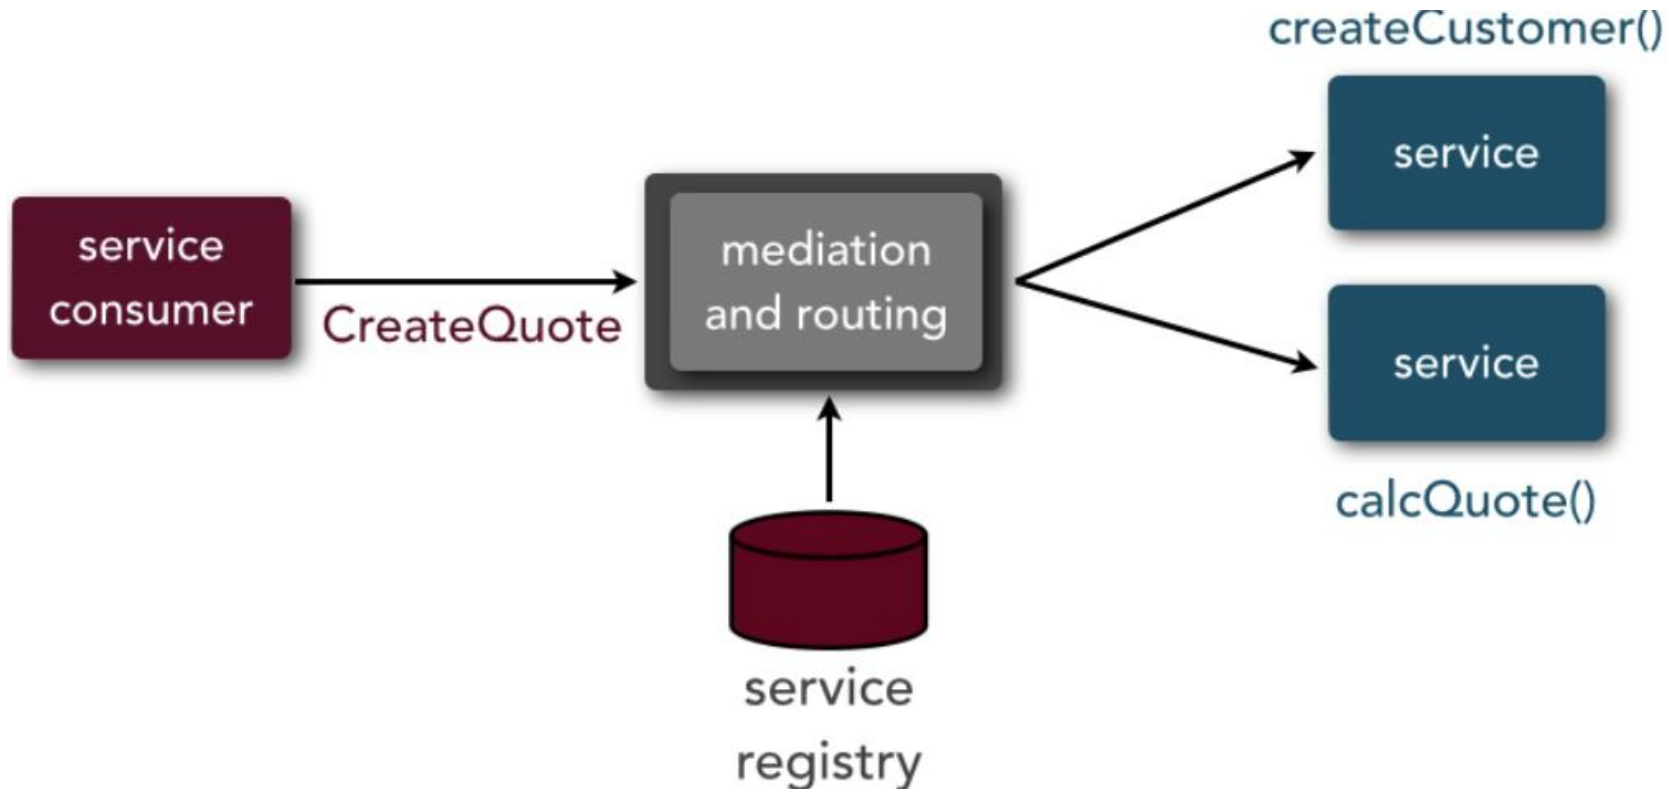 createCustomer()
service
service
consumer
CreateQuote
mediation
and routing
service
calcQuote()
service
registry